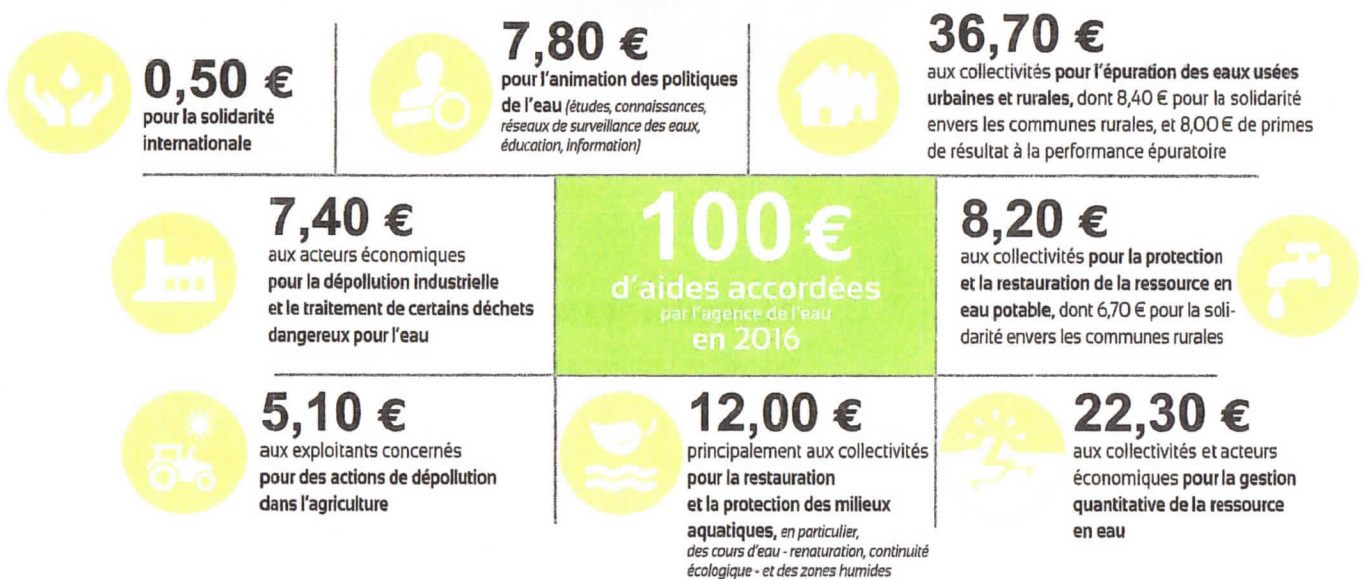 0,50 €
pour la solidarité
internationale
7,80 €
pour l'animation des politiques
de l'eau (études, connaissances,
réseaux de surveillance des eaux,
éducation, information)
36,70 €
aux collectivités pour l'épuration des eaux usées
urbaines et rurales, dont 8,40 € pour la solidarité
envers les communes rurales, et 8,00 € de primes
de résultat à la performance épuratoire
7,40 €
aux acteurs économiques
pour la dépollution industrielle
et le traitement de certains déchets
dangereux pour l'eau
100 €
d'aides accordées
par l'agence de l'eau
en 2016
8,20 €
aux collectivités pour la protection
et la restauration de la ressource en
eau potable, dont 6,70 € pour la soli-
darité envers les communes rurales
5,10 €
aux exploitants concernés
pour des actions de dépollution
dans l'agriculture
12,00 €
principalement aux collectivités
pour la restauration
et la protection des milieux
aquatiques, en particulier,
des cours d'eau - renaturation, continuité
écologique - et des zones humides
22,30 €
aux collectivités et acteurs
économiques pour la gestion
quantitative de la ressource
en eau